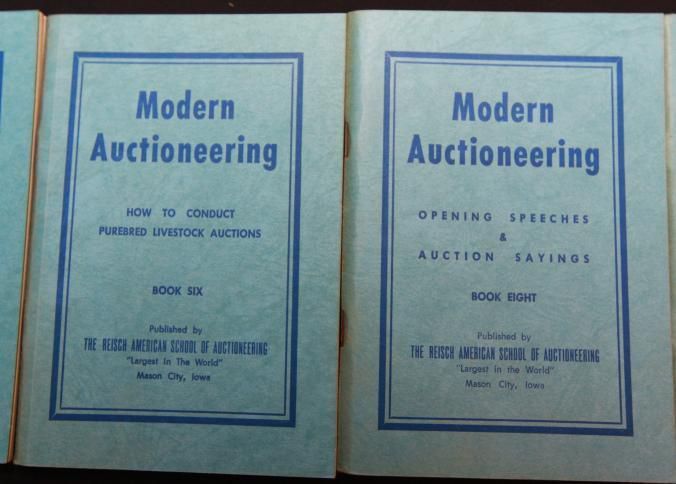 Modern
Auctioneering
HOW TO CONDUCT
PUREBRED LIVESTOCK AUCTIONS
BOOK SIX
Published by
THE REISCH AMERICAN SCHOOL OF AUCTIONEERING
"Largest In The World"
Mason City, Iowa
Modern
Auctioneering
OPENING SPEECHES
&
AUCTION SAYINGS
BOOK EIGHT
Published by
THE REISCH AMERICAN SCHOOL OF AUCTIONEERING
"Largest in the World"
Mason City, Iowa